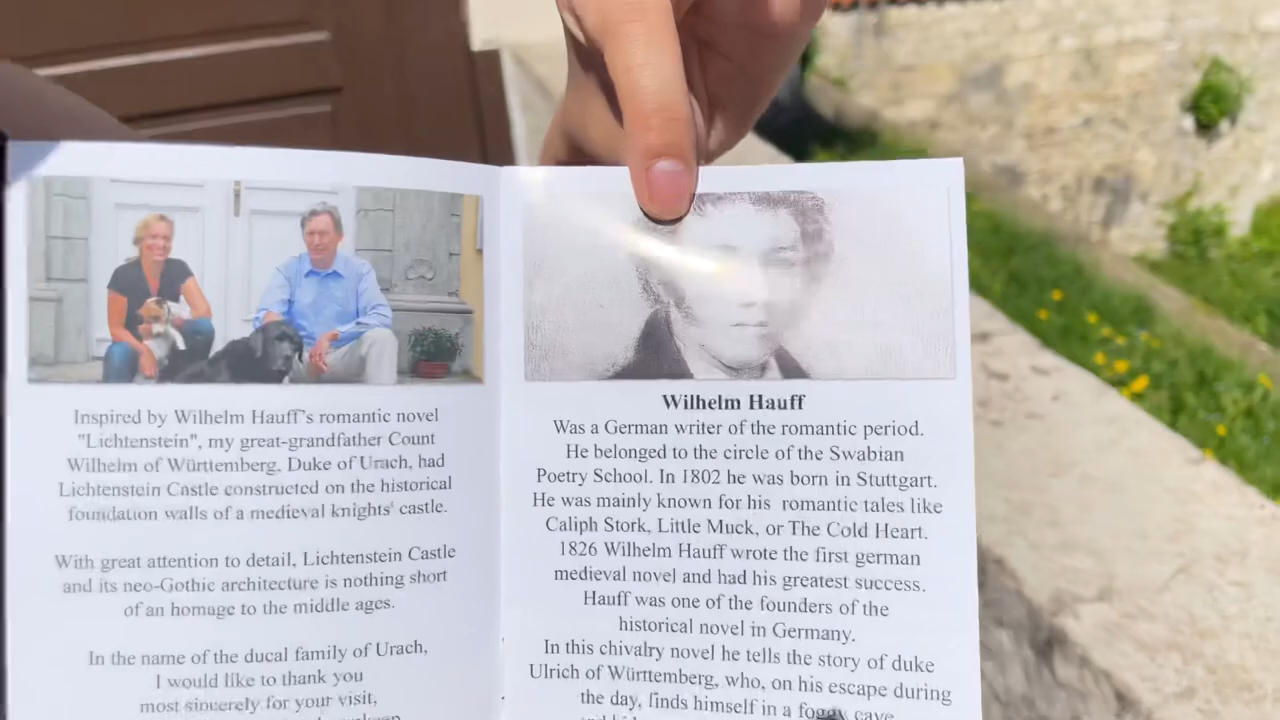 Inspired by Wilhelm Hauff's romantic novel
"Lichtenstein", my great-grandfather Count
Wilhelm of Württemberg, Duke of Urach, had
Lichtenstein Castle constructed on the historical
foundation walls of a medieval knights' castle.
With great attention to detail, Lichtenstein Castle
and its neo-Gothic architecture is nothing short
of an homage to the middle ages.
In the name of the ducal family of Urach,
I would like to thank you
most sincerely for your visit,
Wilhelm Hauff
Was a German writer of the romantic period.
He belonged to the circle of the Swabian
Poetry School. In 1802 he was born in Stuttgart.
He was mainly known for his romantic tales like
Caliph Stork, Little Muck, or The Cold Heart.
1826 Wilhelm Hauff wrote the first german
medieval novel and had his greatest success.
Hauff was one of the founders of the
historical novel in Germany.
In this chivalry novel he tells the story of duke
Ulrich of Württemberg, who, on his escape during
the day, finds himself in a foggy cave